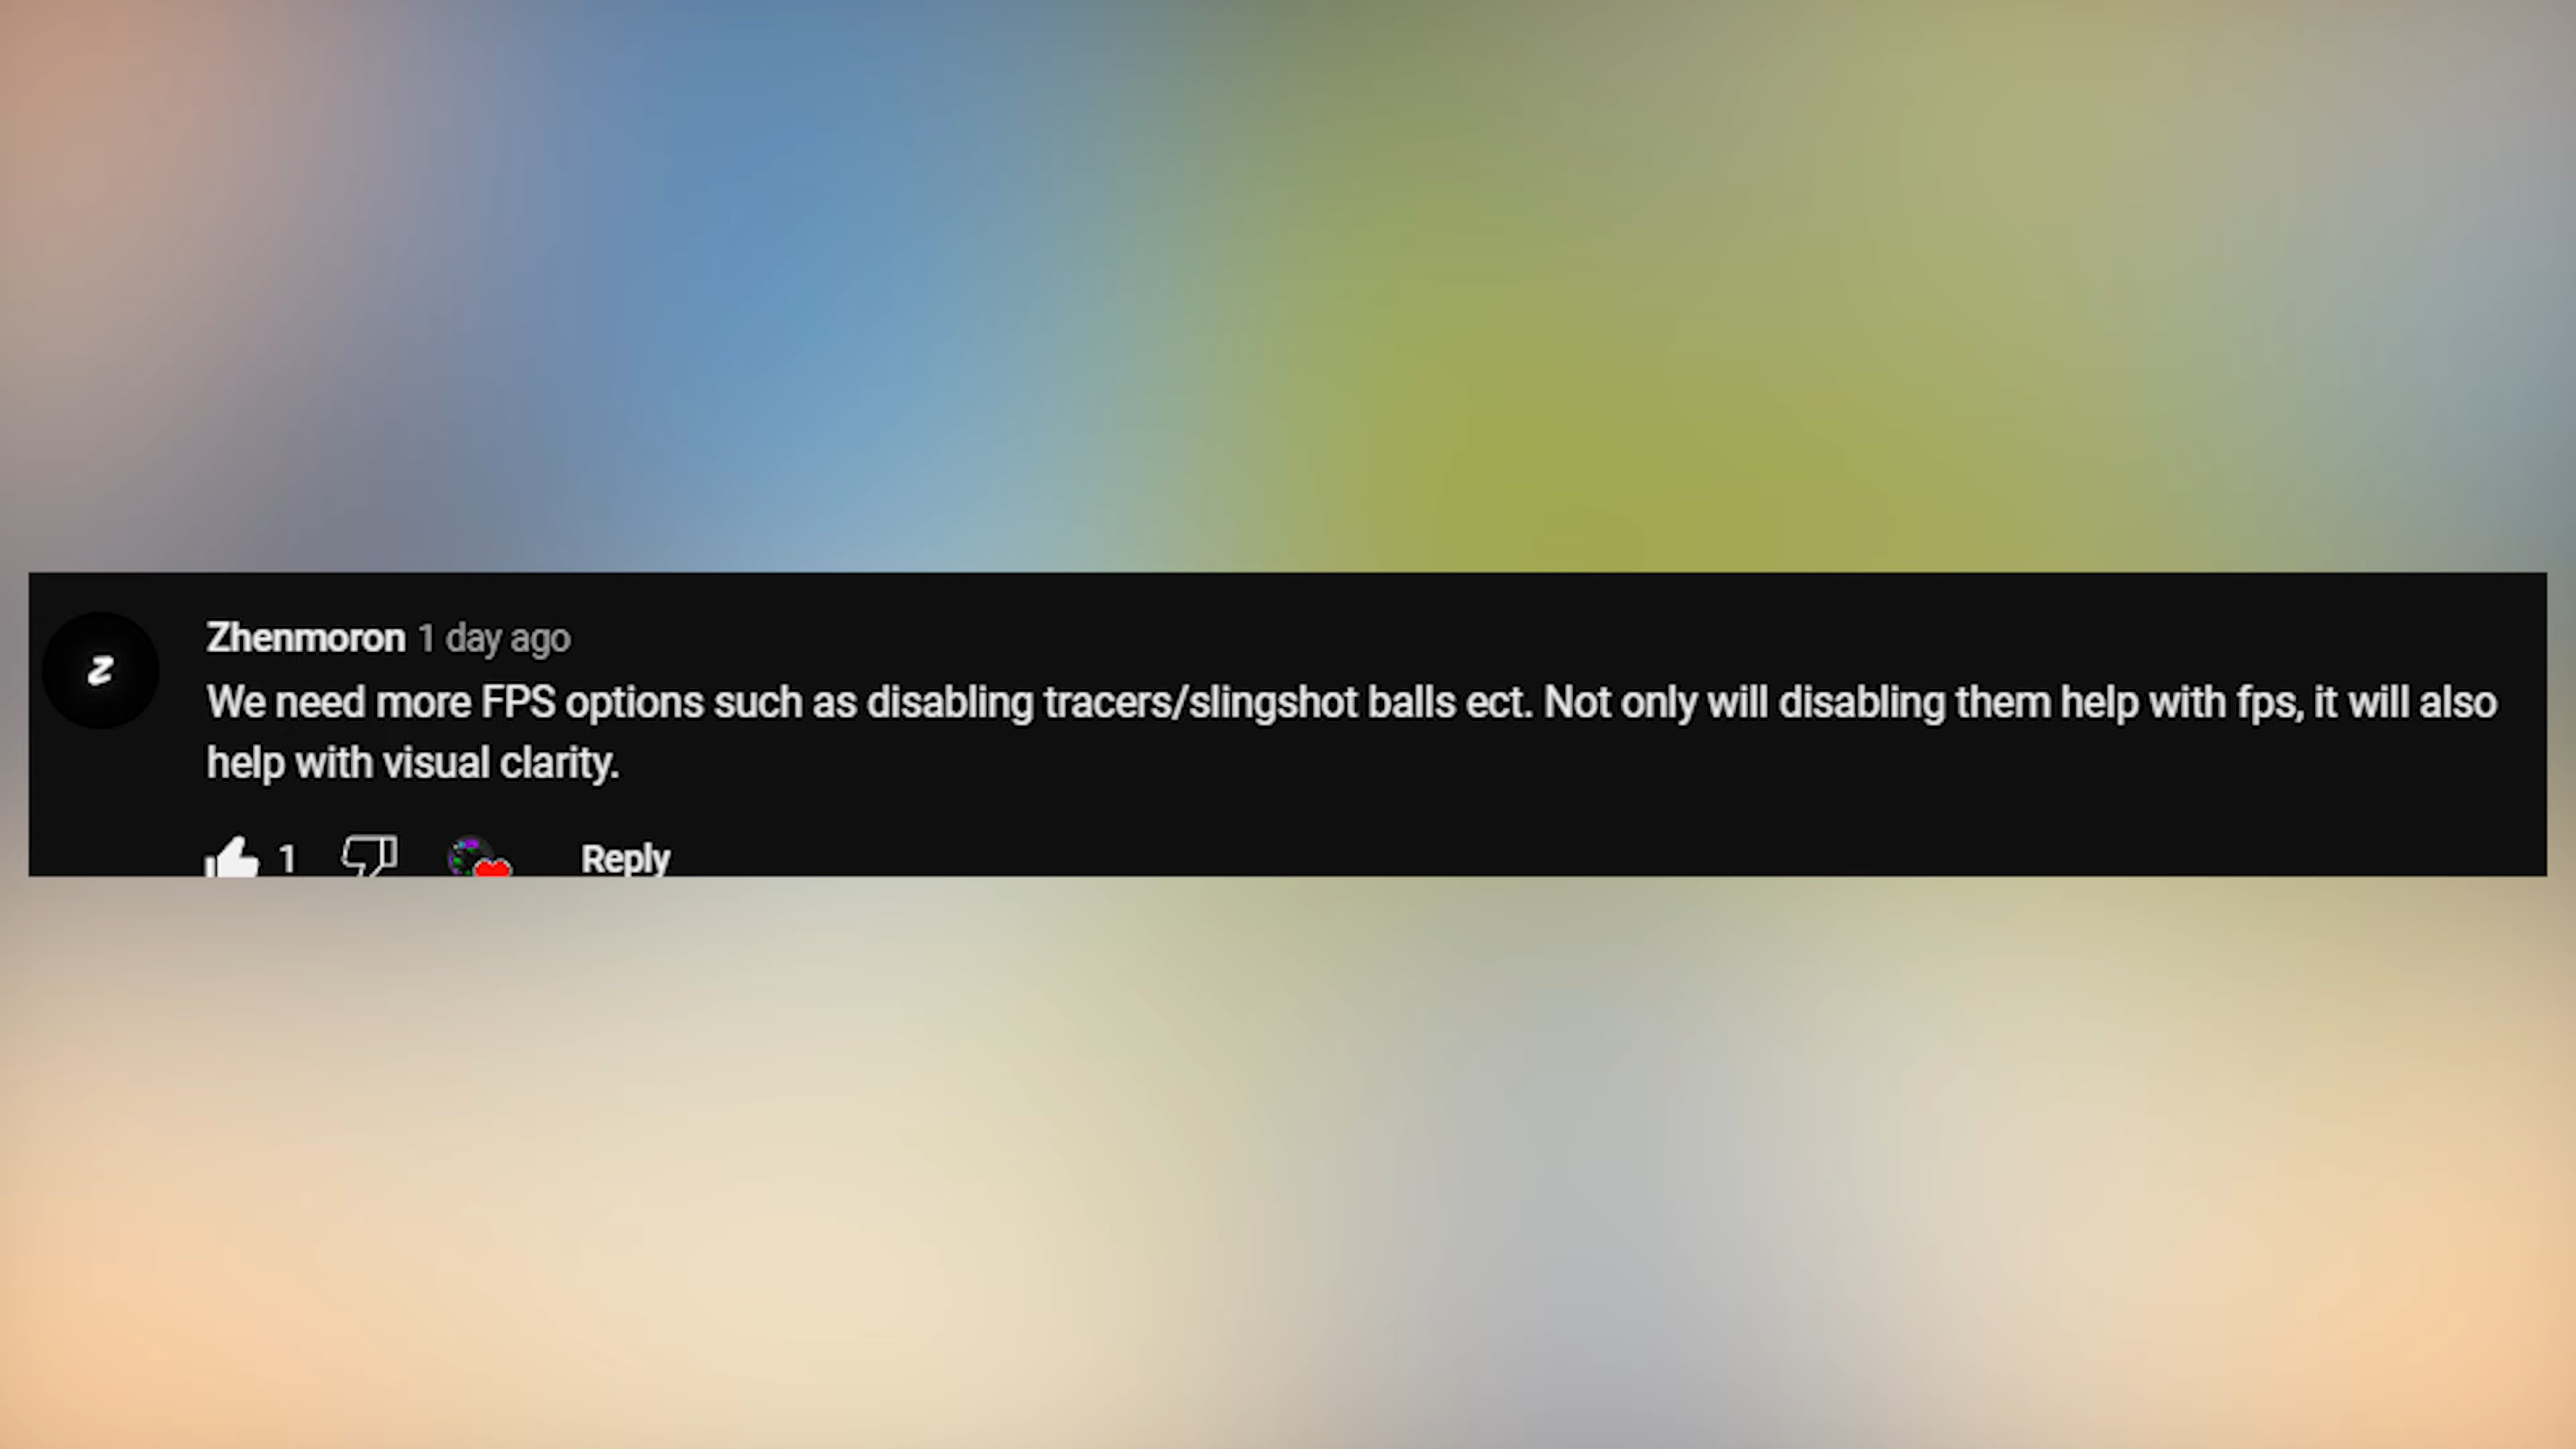 Z
Zhenmoron 1 day ago
We need more FPS options such as disabling tracers/slingshot balls ect. Not only will disabling them help with fps, it will also
help with visual clarity.
1 Reply